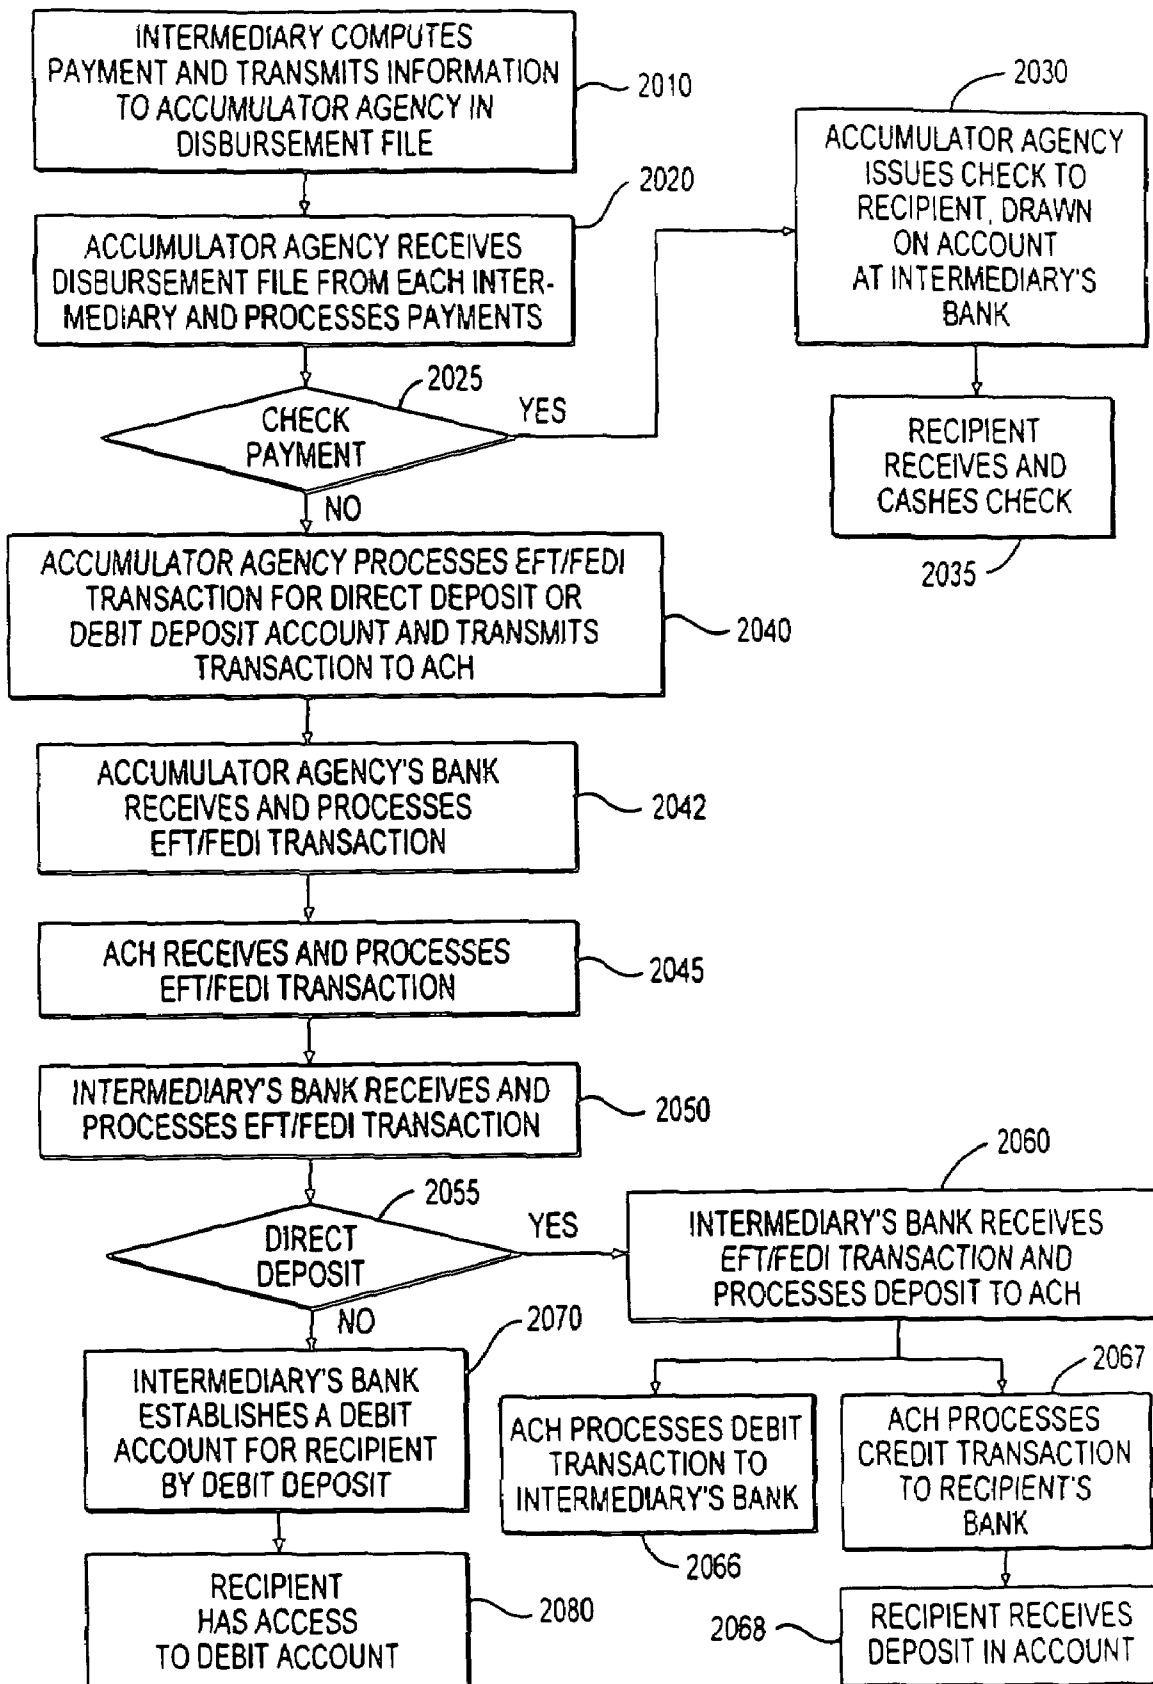 INTERMEDIARY COMPUTES
PAYMENT AND TRANSMITS INFORMATION
TO ACCUMULATOR AGENCY IN
DISBURSEMENT FILE
2010
2020
ACCUMULATOR AGENCY RECEIVES
DISBURSEMENT FILE FROM EACH INTER-
MEDIARY AND PROCESSES PAYMENTS
2025
CHECK
PAYMENT
YES
NO
2030
ACCUMULATOR AGENCY
ISSUES CHECK TO
RECIPIENT, DRAWN
ON ACCOUNT
AT INTERMEDIARY'S
BANK
RECIPIENT
RECEIVES AND
CASHES CHECK
2035
ACCUMULATOR AGENCY PROCESSES EFT/FEDI
TRANSACTION FOR DIRECT DEPOSIT OR
DEBIT DEPOSIT ACCOUNT AND TRANSMITS
TRANSACTION TO ACH
2040
ACCUMULATOR AGENCY'S BANK
RECEIVES AND PROCESSES
EFT/FEDI TRANSACTION
2042
ACH RECEIVES AND PROCESSES
EFT/FEDI TRANSACTION
2045
INTERMEDIARY'S BANK RECEIVES AND
PROCESSES EFT/FEDI TRANSACTION
2050
2055
DIRECT
DEPOSIT
YES
NO
2060
INTERMEDIARY'S BANK RECEIVES
EFT/FEDI TRANSACTION AND
PROCESSES DEPOSIT TO ACH
2070
INTERMEDIARY'S BANK
ESTABLISHES A DEBIT
ACCOUNT FOR RECIPIENT
BY DEBIT DEPOSIT
ACH PROCESSES DEBIT
TRANSACTION TO
INTERMEDIARY'S BANK
2066
2067
ACH PROCESSES
CREDIT TRANSACTION
TO RECIPIENT'S
BANK
RECIPIENT
HAS ACCESS
TO DEBIT ACCOUNT
2080
2068
RECIPIENT RECEIVES
DEPOSIT IN ACCOUNT